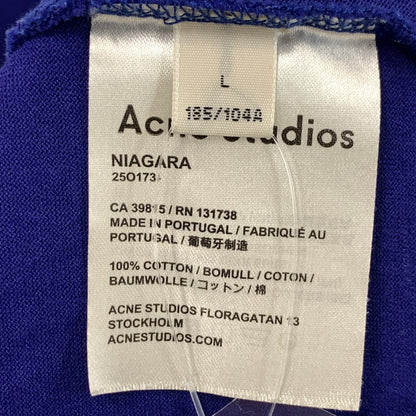 L
185/104A
Acne Studios
NIAGARA
25O173
CA 39815 / RN 131738
MADE IN PORTUGAL / FABRIQUÉ AU
PORTUGAL / 葡萄牙制造
100% COTTON / BOMULL / COTON /
BAUMWOLLE / コットン / 棉
ACNE STUDIOS FLORAGATAN 13
STOCKHOLM
ACNESTUDIOS.COM